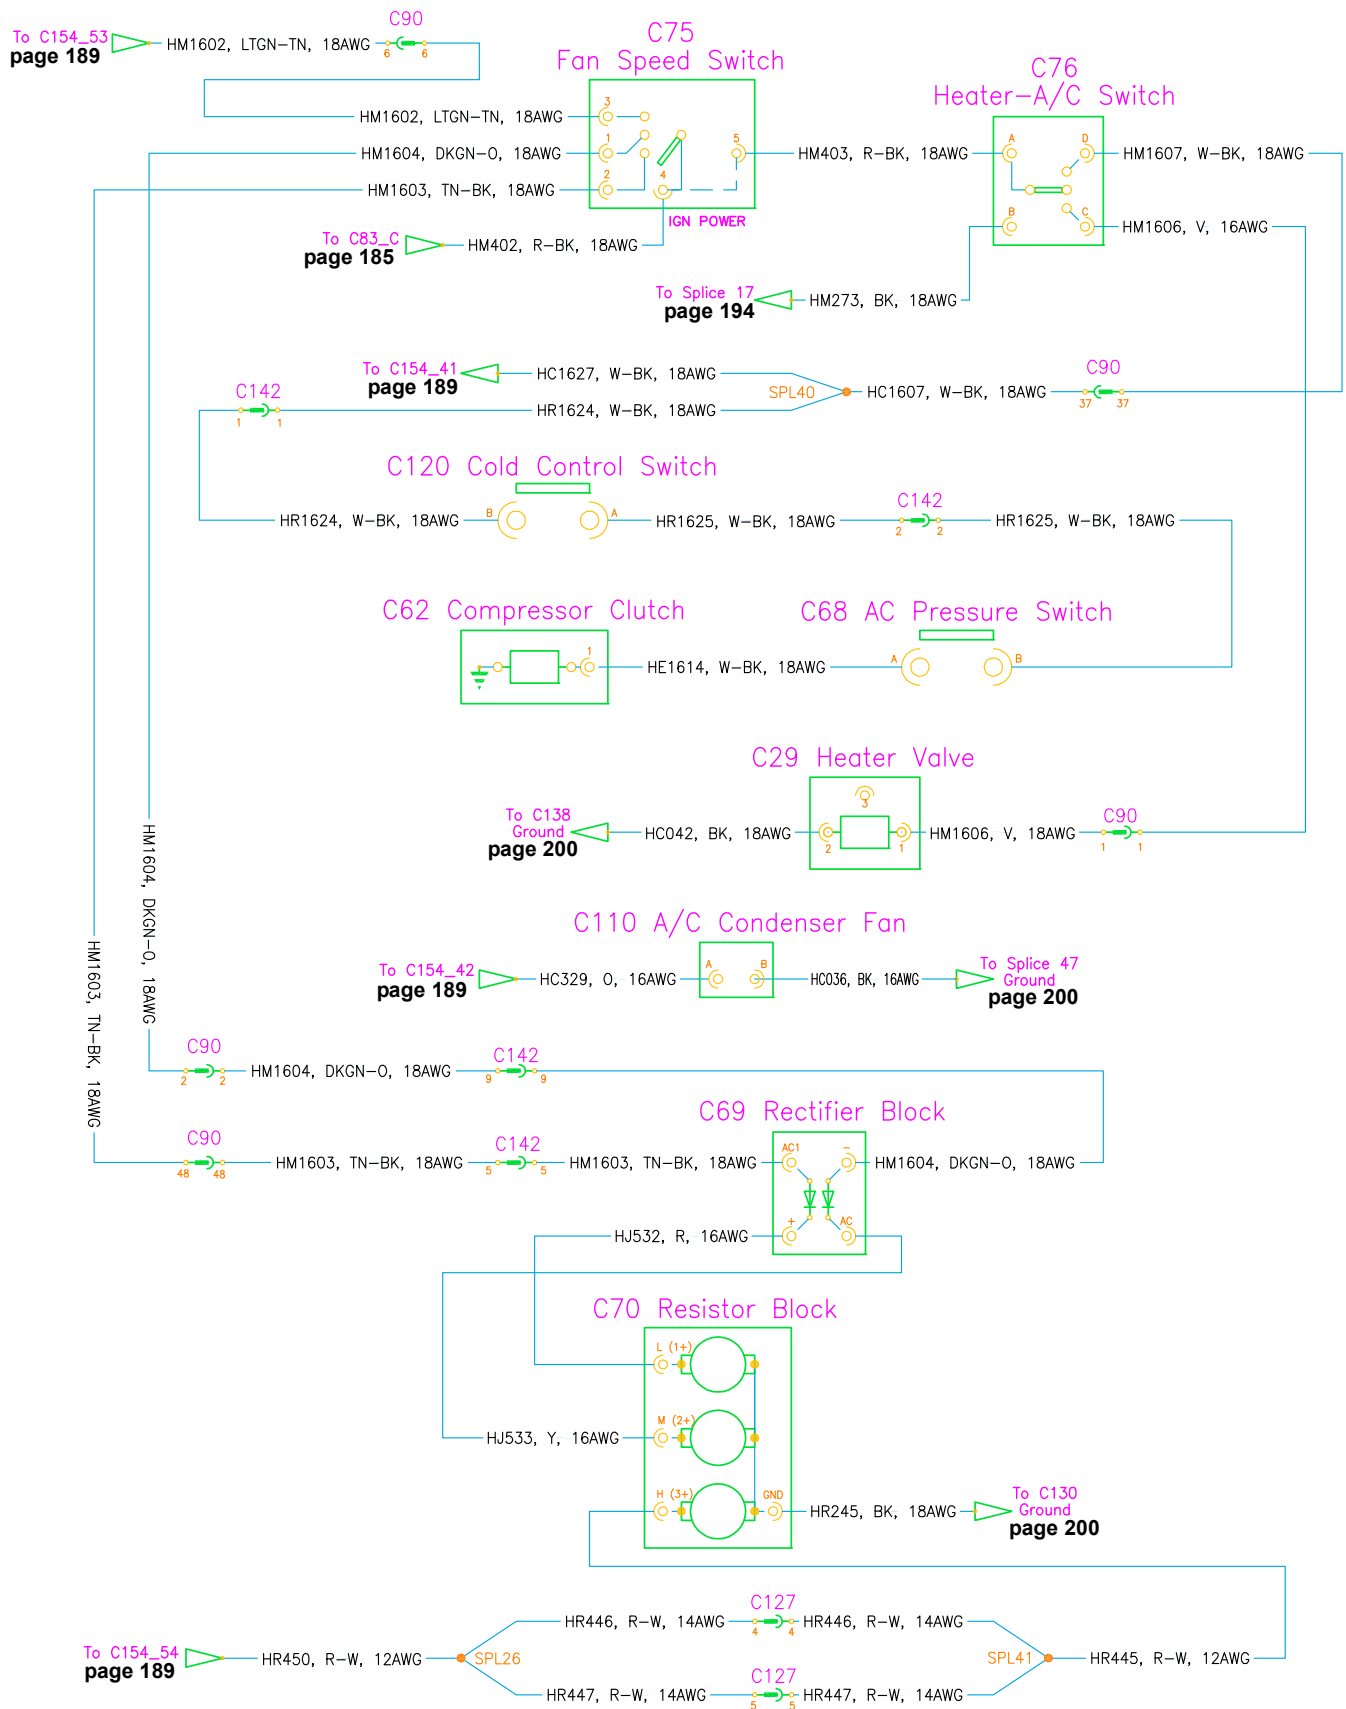 C90
To C154_53
page 189
HM1602, LTGN-TN, 18AWG
6 6
C75
Fan Speed Switch
C76
Heater-A/C Switch
3
HM1602, LTGN-TN, 18AWG
1
5
HM1604, DKGN-O, 18AWG
HM403, R-BK, 18AWG
A
D
HM1607, W-BK, 18AWG
2
4
HM1603, TN-BK, 18AWG
IGN POWER
B
C
HM1606, V, 16AWG
To C83_C
page 185
HM402, R-BK, 18AWG
To Splice 17
page 194
HM273, BK, 18AWG
To C154_41
page 189
HC1627, W-BK, 18AWG
SPL40
HC1607, W-BK, 18AWG
C90
37 37
C142
1 1
HR1624, W-BK, 18AWG
C120 Cold Control Switch
HR1624, W-BK, 18AWG
B
A
HR1625, W-BK, 18AWG
C142
2 2
HR1625, W-BK, 18AWG
C62 Compressor Clutch
C68 AC Pressure Switch
1
HE1614, W-BK, 18AWG
A
B
C29 Heater Valve
To C138
Ground
page 200
HC042, BK, 18AWG
3
2
1
HM1606, V, 18AWG
C90
1 1
HM1604, DKGN-O, 18AWG
HM1603, TN-BK, 18AWG
C110 A/C Condenser Fan
To C154_42
page 189
HC329, O, 16AWG
A
B
HC036, BK, 16AWG
To Splice 47
Ground
page 200
C90
2 2
HM1604, DKGN-O, 18AWG
C142
9 9
C69 Rectifier Block
C90
48 48
HM1603, TN-BK, 18AWG
C142
5 5
HM1603, TN-BK, 18AWG
AC1
-
HM1604, DKGN-O, 18AWG
+
AC
HJ532, R, 16AWG
C70 Resistor Block
L (1+)
M (2+)
HJ533, Y, 16AWG
H (3+)
GND
HR245, BK, 18AWG
To C130
Ground
page 200
C127
HR446, R-W, 14AWG
4 4
HR446, R-W, 14AWG
To C154_54
page 189
HR450, R-W, 12AWG
SPL26
SPL41
HR445, R-W, 12AWG
C127
HR447, R-W, 14AWG
5 5
HR447, R-W, 14AWG